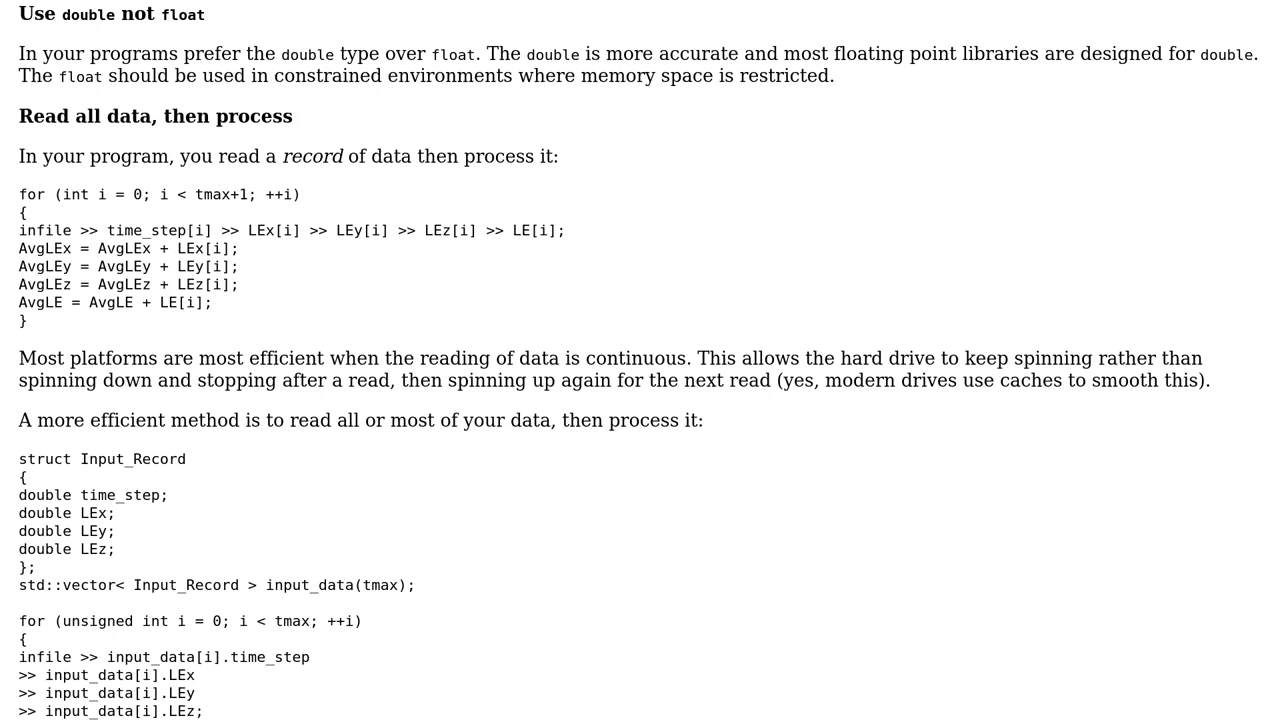 Use double not float
In your programs prefer the double type over float. The double is more accurate and most floating point libraries are designed for double.
The float should be used in constrained environments where memory space is restricted.
Read all data, then process
In your program, you read a record of data then process it:
for (int i = 0; i < tmax+1; ++i)
{
infile >> time_step[i] >> LEx[i] >> LEy[i] >> LEz[i] >> LE[i];
AvgLEx = AvgLEx + LEx[i];
AvgLEy = AvgLEy + LEy[i];
AvgLEz = AvgLEz + LEz[i];
AvgLE = AvgLE + LE[i];
}
Most platforms are most efficient when the reading of data is continuous. This allows the hard drive to keep spinning rather than
spinning down and stopping after a read, then spinning up again for the next read (yes, modern drives use caches to smooth this).
A more efficient method is to read all or most of your data, then process it:
struct Input_Record
{
double time_step;
double LEx;
double LEy;
double LEz;
};
std::vector< Input_Record > input_data(tmax);
for (unsigned int i = 0; i < tmax; ++i)
{
infile >> input_data[i].time_step
>> input_data[i].LEx
>> input_data[i].LEy
>> input_data[i].LEz;